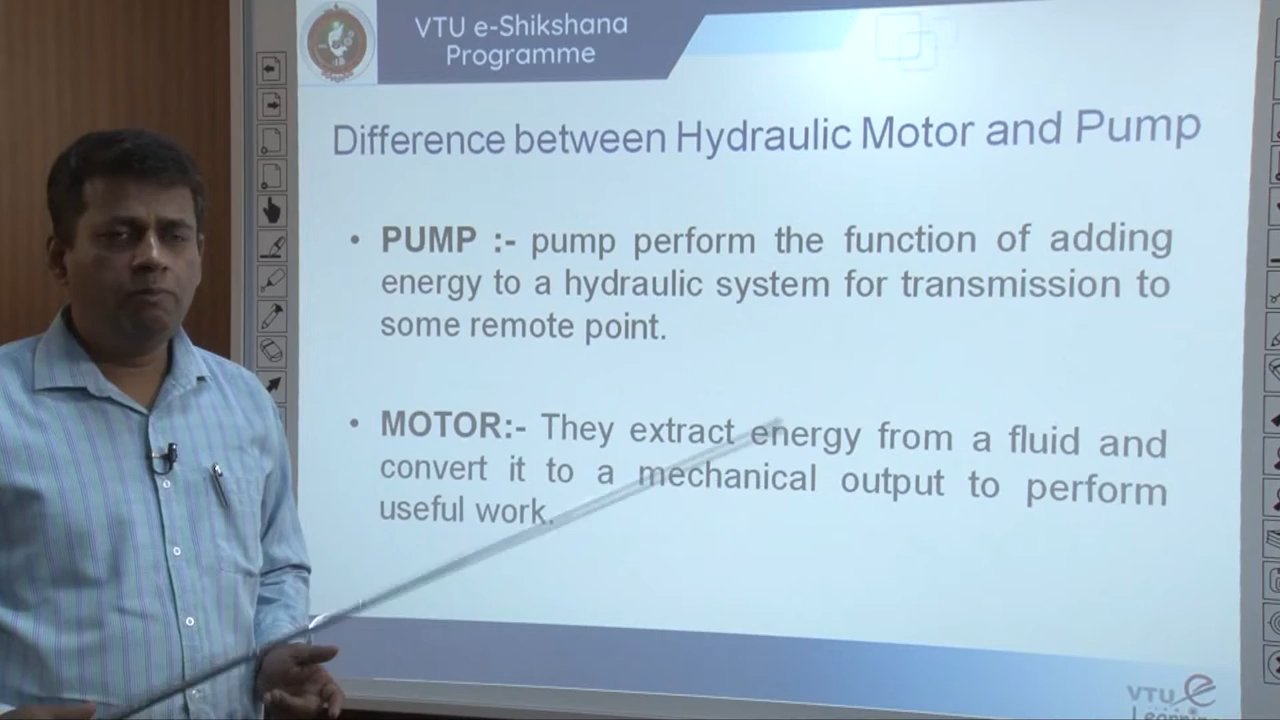 VTU e-Shikshana
Programme
Difference between Hydraulic Motor and Pump
• PUMP :- pump perform the function of adding
energy to a hydraulic system for transmission to
some remote point.
• MOTOR:- They extract energy from a fluid and
convert it to a mechanical output to perform
useful work.
VTU e